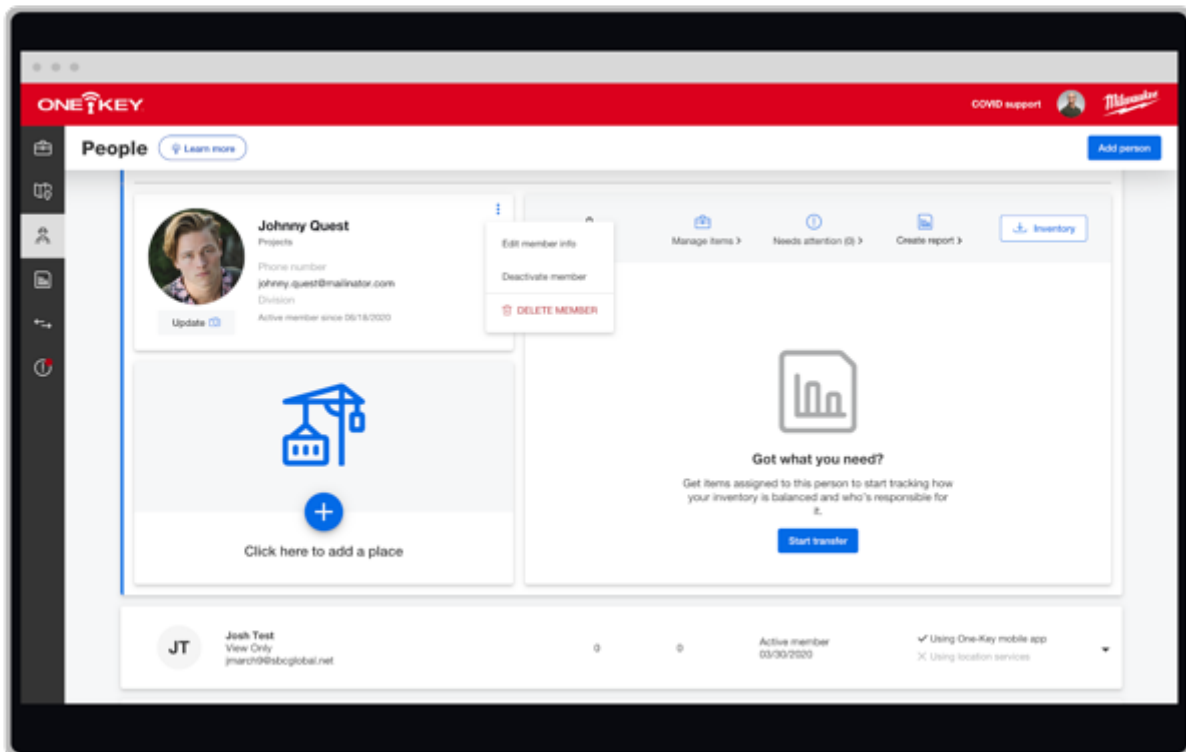 ONE KEY
COVID support
Milwaukee
People
Learn more
Add person
Johnny Quest
Projects
Phone number
johnny.quest@mailinator.com
Division
Active member since 06/18/2020
Update
Edit member info
Deactivate member
DELETE MEMBER
Manage items >
Needs attention (0) >
Create report >
Inventory
Got what you need?
Get items assigned to this person to start tracking how
your inventory is balanced and who's responsible for
it.
Start transfer
Click here to add a place
JT
Josh Test
View Only
jmarch9@sbcglobal.net
0
0
Active member
03/30/2020
Using One-Key mobile app
Using location services